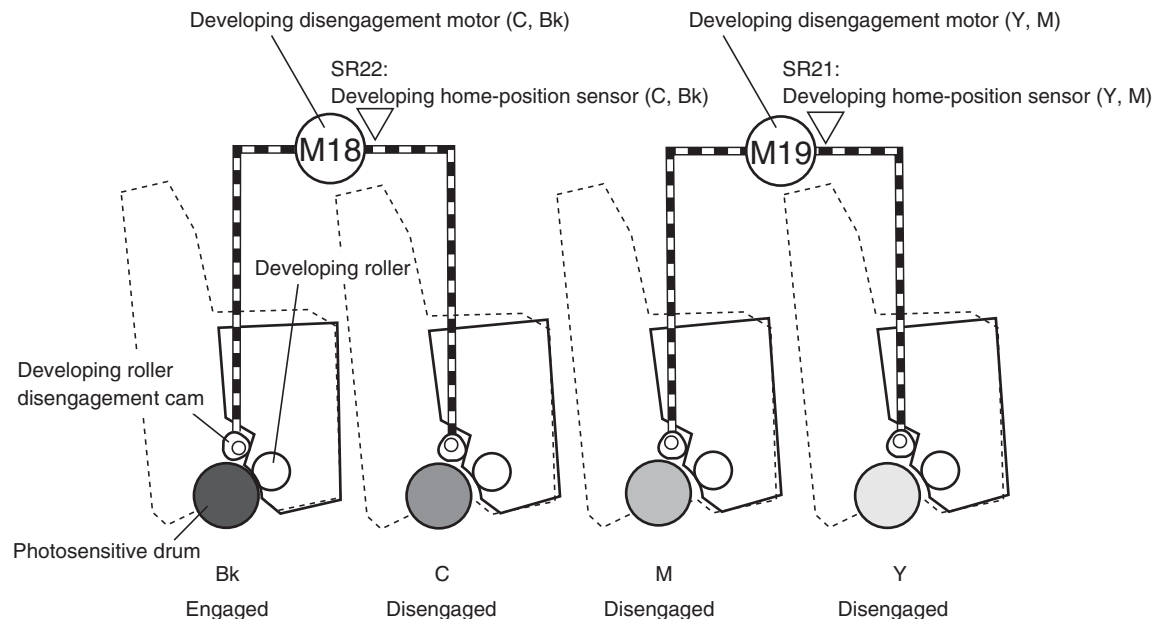 Developing disengagement motor (C, Bk)
Developing disengagement motor (Y, M)
SR22:
Developing home-position sensor (C, Bk)
SR21:
Developing home-position sensor (Y, M)
M18
M19
Developing roller
Developing roller
disengagement cam
Photosensitive drum
Bk
C
M
Y
Engaged
Disengaged
Disengaged
Disengaged